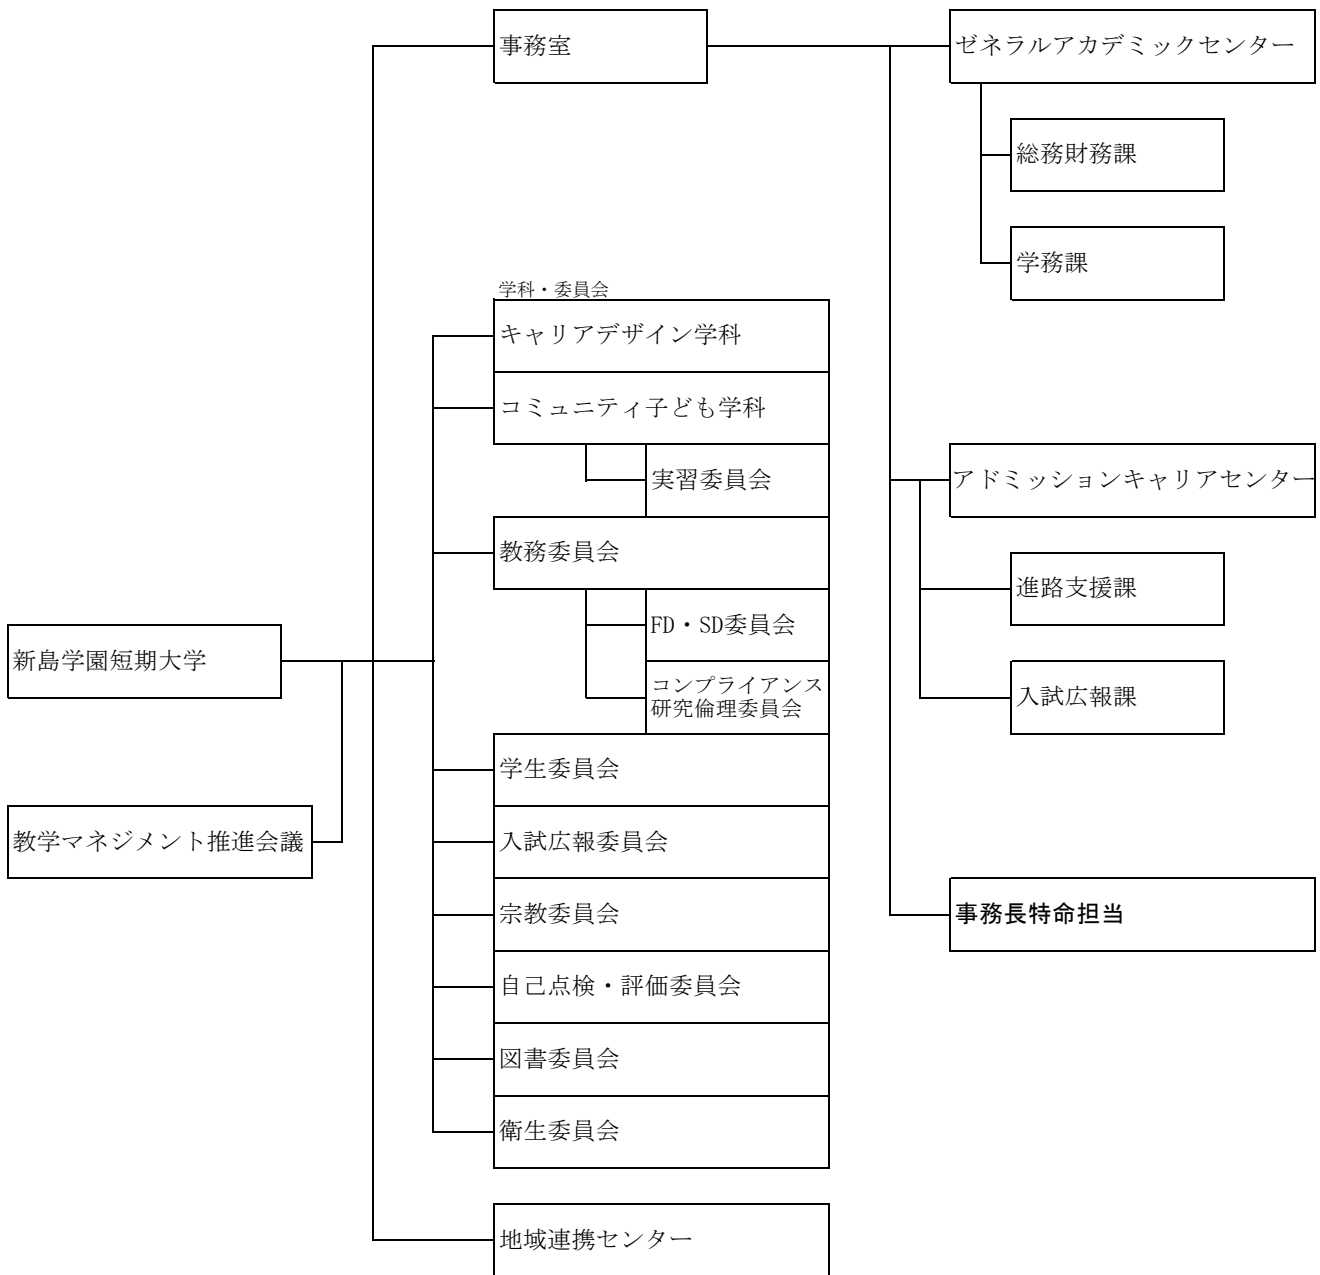 事務室
ゼネラルアカデミックセンター
総務財務課
学務課
学科・委員会
キャリアデザイン学科
コミュニティ子ども学科
実習委員会
アドミッションキャリアセンター
教務委員会
進路支援課
FD・SD委員会
新島学園短期大学
コンプライアンス
研究倫理委員会
入試広報課
学生委員会
教学マネジメント推進会議
入試広報委員会
宗教委員会
事務長特命担当
自己点検・評価委員会
図書委員会
衛生委員会
地域連携センター